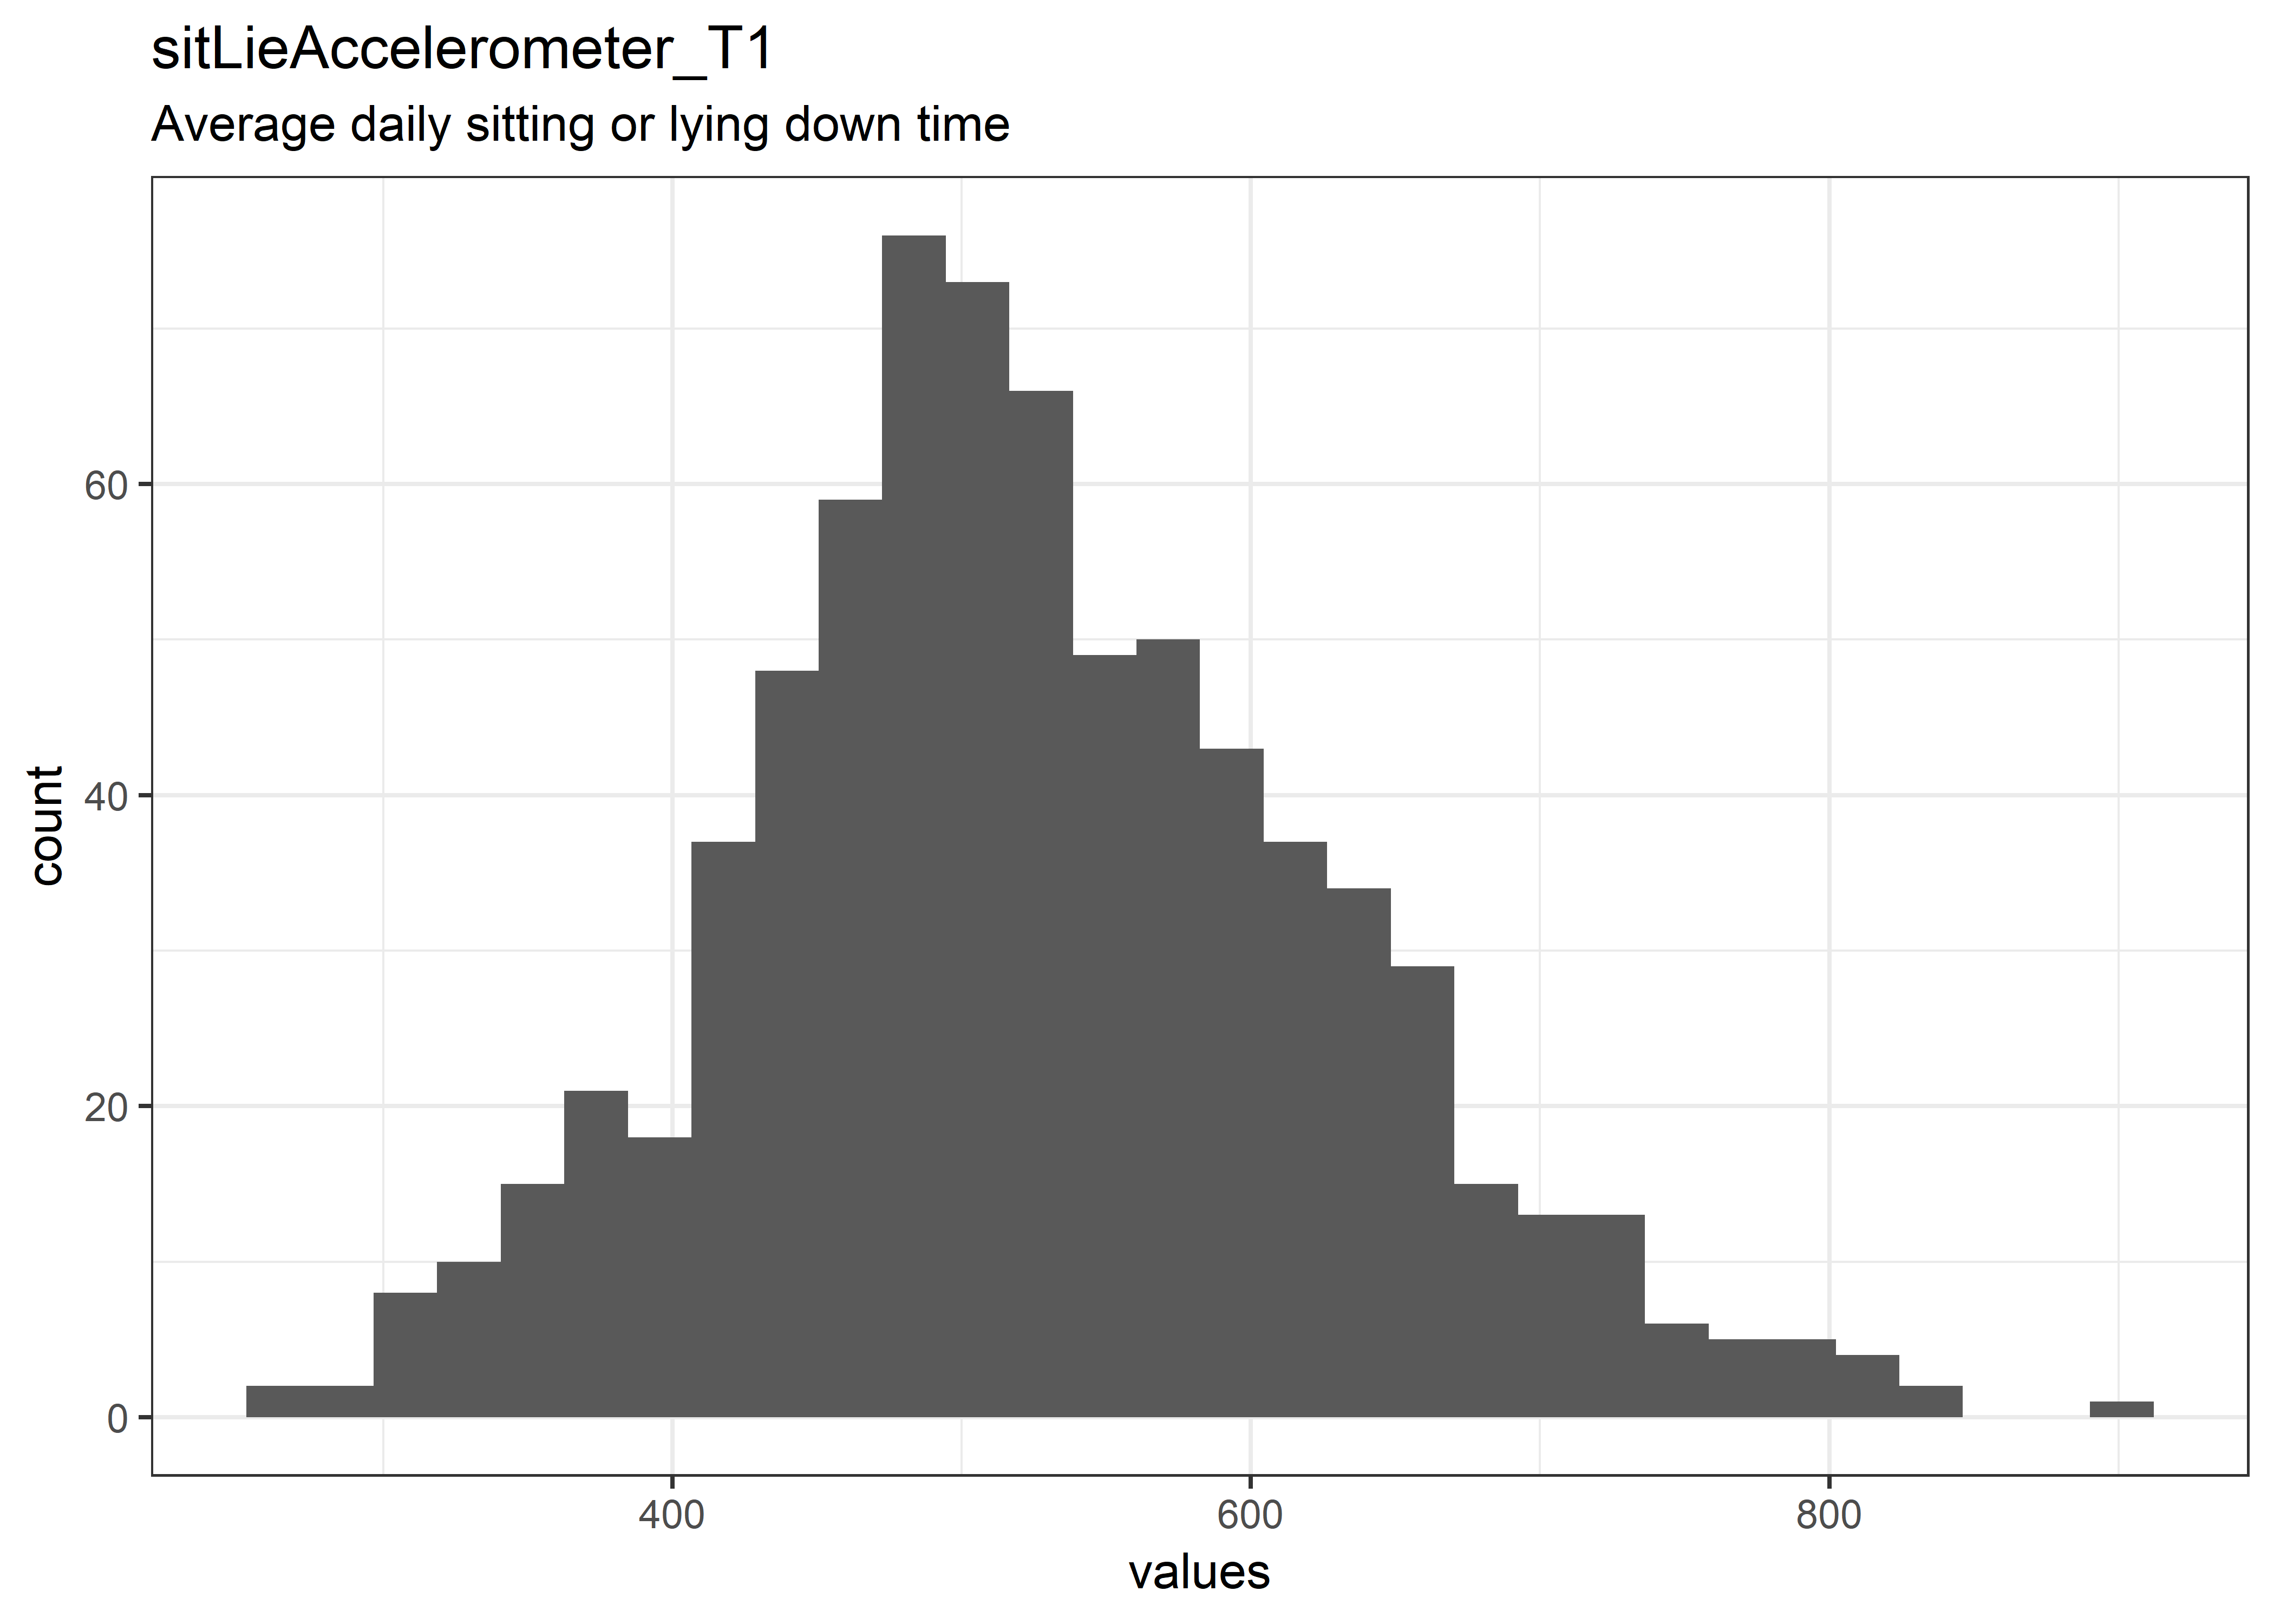 sitLieAccelerometer_T1
Average daily sitting or lying down time
count
60
40
20
0
400 600 800
values